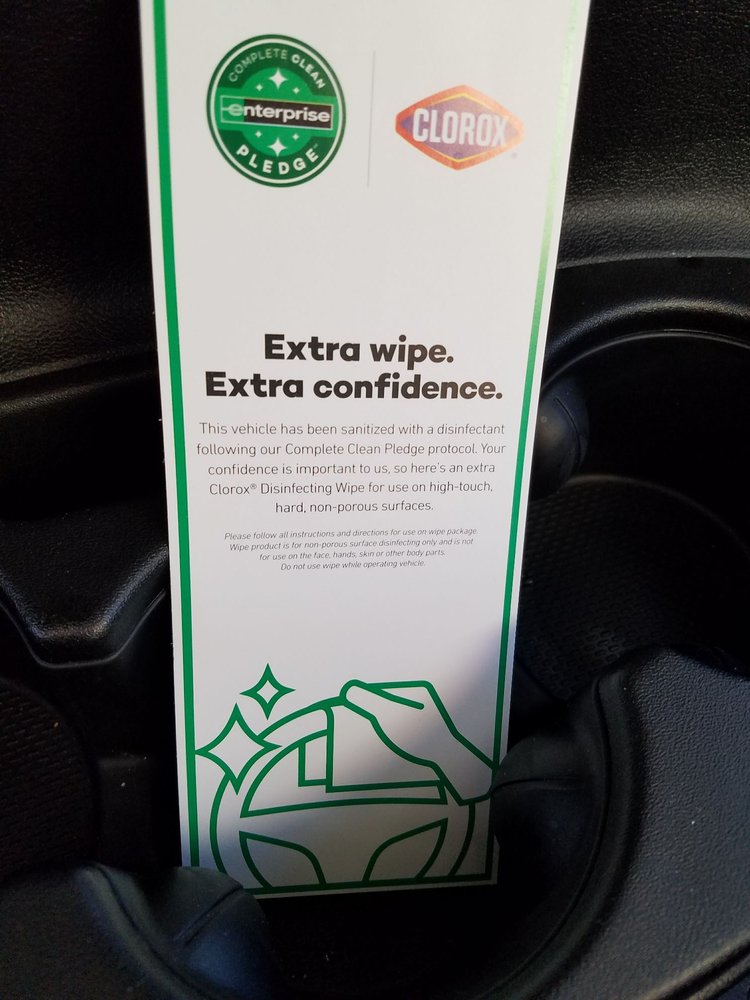 COMPLETE CLEAN
enterprise
PLEDGE™
CLOROX®
Extra wipe.
Extra confidence.
This vehicle has been sanitized with a disinfectant
following our Complete Clean Pledge protocol. Your
confidence is important to us, so here's an extra
Clorox® Disinfecting Wipe for use on high-touch,
hard, non-porous surfaces.
Please follow all instructions and directions for use on wipe package.
Wipe product is for non-porous surface disinfecting only and is not
for use on the face, hands, skin or other body parts.
Do not use wipe while operating vehicle.